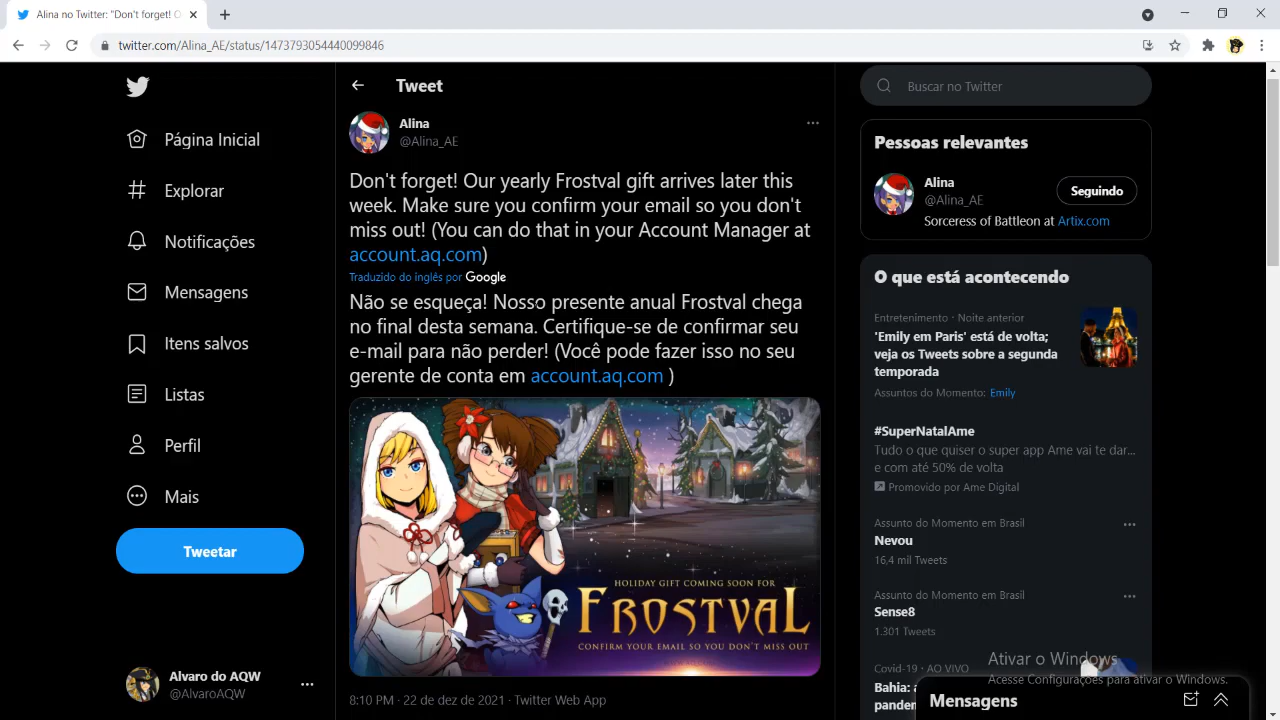 Alina no Twitter: "Don't forget! O
twitter.com/Alina_AE/status/1473793054440099846
Página Inicial
Explorar
Notificações
Mensagens
Itens salvos
Listas
Perfil
Mais
Tweetar
Alvaro do AQW
@AlvaroAQW
Tweet
Alina
@Alina_AE
Don't forget! Our yearly Frostval gift arrives later this
week. Make sure you confirm your email so you don't
miss out! (You can do that in your Account Manager at
account.aq.com)
Traduzido do inglês por Google
Não se esqueça! Nosso presente anual Frostval chega
no final desta semana. Certifique-se de confirmar seu
e-mail para não perder! (Você pode fazer isso no seu
gerente de conta em account.aq.com )
HOLIDAY GIFT COMING SOON FOR
FROSTVAL
CONFIRM YOUR EMAIL SO YOU DON'T MISS OUT
8:10 PM · 22 de dez de 2021 · Twitter Web App
Buscar no Twitter
Pessoas relevantes
Alina
@Alina_AE
Seguindo
Sorceress of Battleon at Artix.com
O que está acontecendo
Entretenimento · Noite anterior
'Emily em Paris' está de volta;
veja os Tweets sobre a segunda
temporada
Assuntos do Momento: Emily
#SuperNatalAme
Tudo o que quiser o super app Ame vai te dar...
e com até 50% de volta
Promovido por Ame Digital
Assunto do Momento em Brasil
Nevou
16,4 mil Tweets
Assunto do Momento em Brasil
Sense8
1.301 Tweets
Covid-19 · AO VIVO
Bahia:
Ativar o Windows
Acesse Configurações para ativar o Windows.
Mensagens